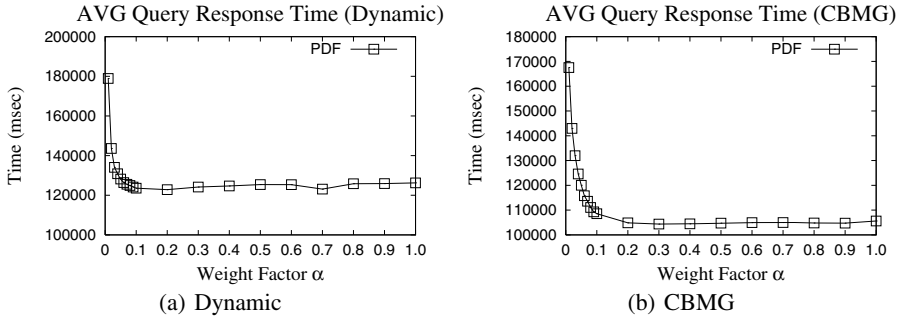 AVG Query Response Time (Dynamic)
200000
180000
160000
140000
120000
100000
Time (msec)
PDF
0 0.1 0.2 0.3 0.4 0.5 0.6 0.7 0.8 0.9 1.0
Weight Factor α
(a) Dynamic
AVG Query Response Time (CBMG)
180000
170000
160000
150000
140000
130000
120000
110000
100000
Time (msec)
PDF
0 0.1 0.2 0.3 0.4 0.5 0.6 0.7 0.8 0.9 1.0
Weight Factor α
(b) CBMG